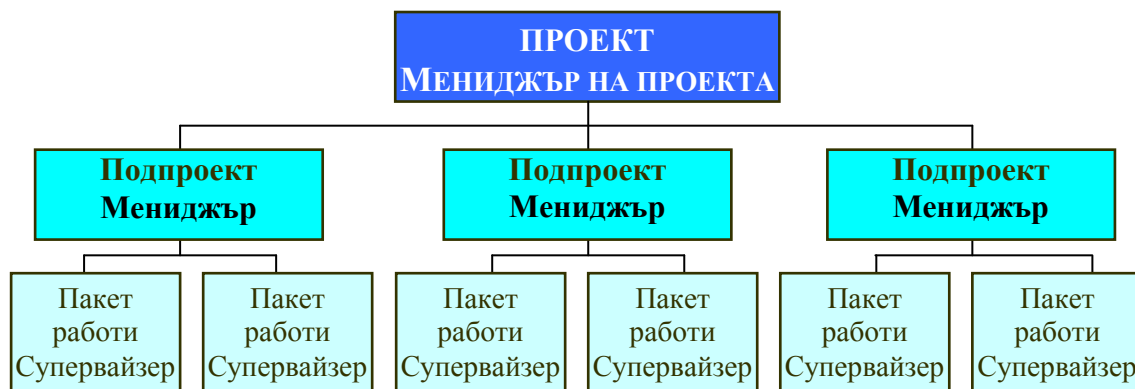 ПРОЕКТ
МЕНИДЖЪР НА ПРОЕКТА
Подпроект
Мениджър
Подпроект
Мениджър
Подпроект
Мениджър
Пакет
работи
Супервайзер
Пакет
работи
Супервайзер
Пакет
работи
Супервайзер
Пакет
работи
Супервайзер
Пакет
работи
Супервайзер
Пакет
работи
Супервайзер